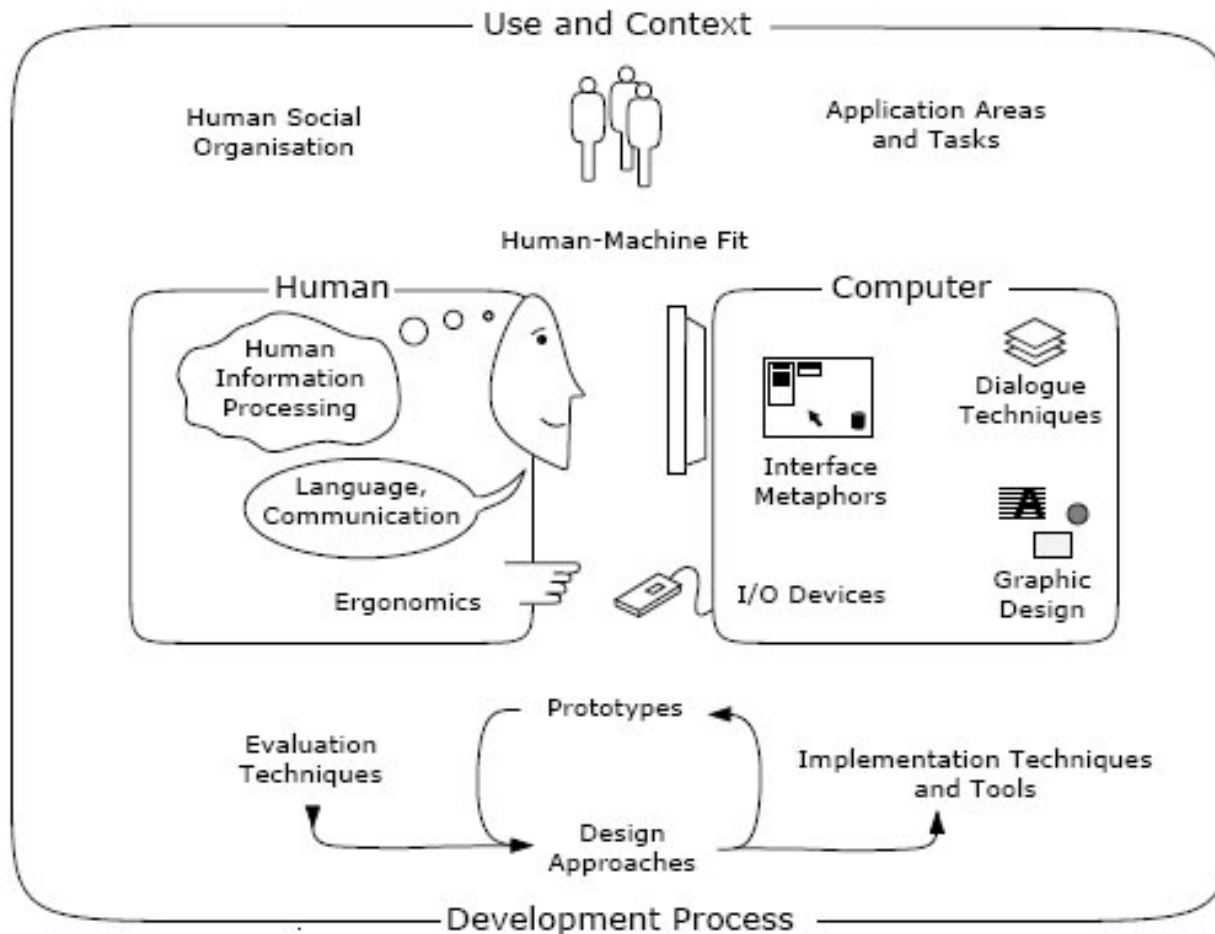 Use and Context
Human Social
Organisation
Application Areas
and Tasks
Human-Machine Fit
Human
Human
Information
Processing
Language,
Communication
Ergonomics
Computer
Dialogue
Techniques
Interface
Metaphors
A
I/O Devices
Graphic
Design
Prototypes
Evaluation
Techniques
Implementation Techniques
and Tools
Design
Approaches
Development Process